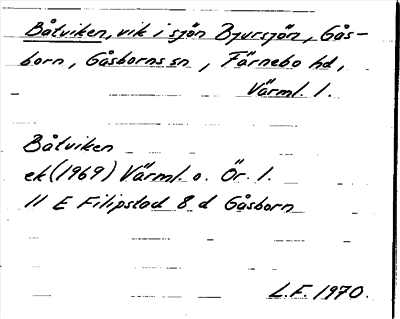 Båtviken, vik i sjön Bjursjön, Gås-
born, Gåsborns sn, Färnebo hd,
Värml. l.
Båtviken
ek (1969) Värml. o. Ör. l.
11 E Filipstad 8 d Gåsborn
L.F. 1970.